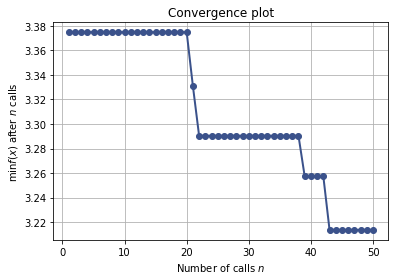 Convergence plot
min f(x) after n calls
3.38
3.36
3.34
3.32
3.30
3.28
3.26
3.24
3.22
0 10 20 30 40 50
Number of calls n